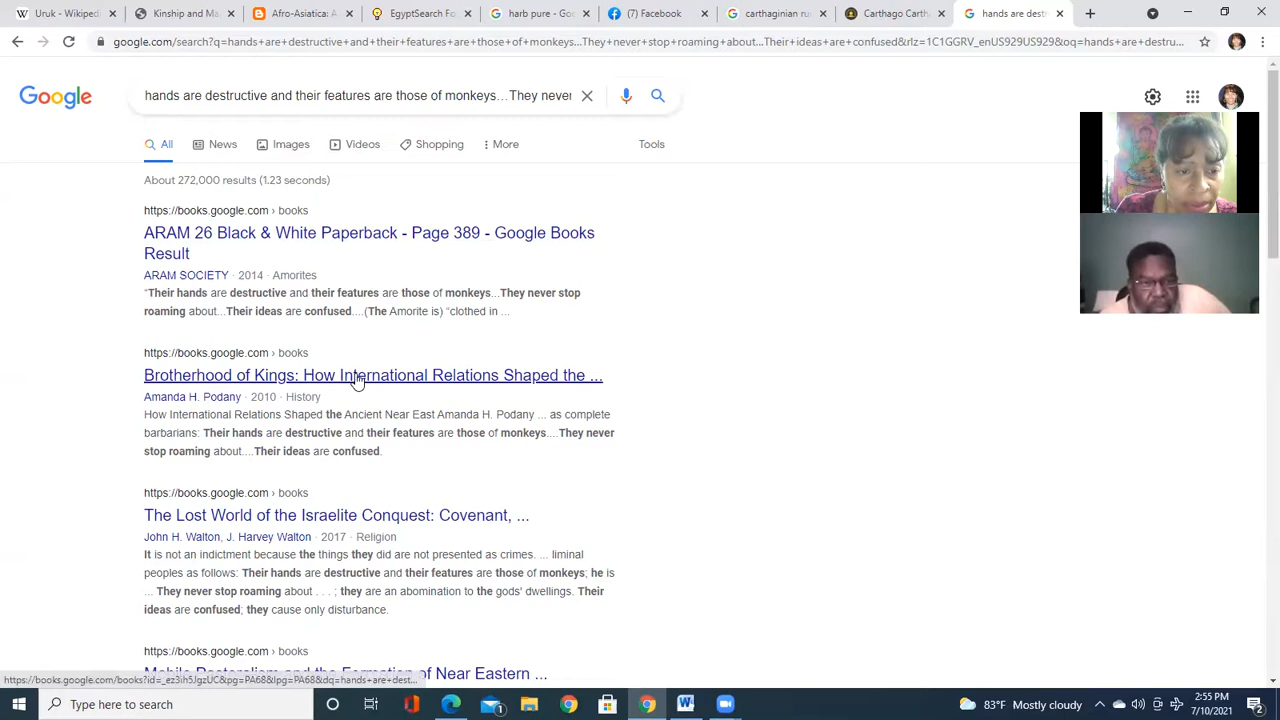 Uruk - Wikiped
Kinship and Ma
Afro-Asiatica: A
EgyptSearch Fo
harb pure - Go
(7) Facebook
carthaginian ru
Carthago Carth
hands are destr
google.com/search?q=hands+are+destructive+and+their+features+are+those+of+monkeys...They+never+stop+roaming+about...Their+ideas+are+confused&rlz=1C1GGRV_enUS929US929&oq=hands+are+destru...
Google
hands are destructive and their features are those of monkeys...They never
All
News
Images
Videos
Shopping
More
Tools
About 272,000 results (1.23 seconds)
https://books.google.com › books
ARAM 26 Black & White Paperback - Page 389 - Google Books
Result
ARAM SOCIETY · 2014 · Amorites
“Their hands are destructive and their features are those of monkeys...They never stop
roaming about...Their ideas are confused....(The Amorite is) “clothed in ...
https://books.google.com › books
Brotherhood of Kings: How International Relations Shaped the ...
Amanda H. Podany · 2010 · History
How International Relations Shaped the Ancient Near East Amanda H. Podany ... as complete
barbarians: Their hands are destructive and their features are those of monkeys....They never
stop roaming about....Their ideas are confused.
https://books.google.com › books
The Lost World of the Israelite Conquest: Covenant, ...
John H. Walton, J. Harvey Walton · 2017 · Religion
It is not an indictment because the things they did are not presented as crimes. ... liminal
peoples as follows: Their hands are destructive and their features are those of monkeys; he is
... They never stop roaming about . . . ; they are an abomination to the gods' dwellings. Their
ideas are confused; they cause only disturbance.
https://books.google.com › books
Mobile Pastoralism and the Formation of Near Eastern ...
Type here to search
83°F Mostly cloudy
2:55 PM
7/10/2021